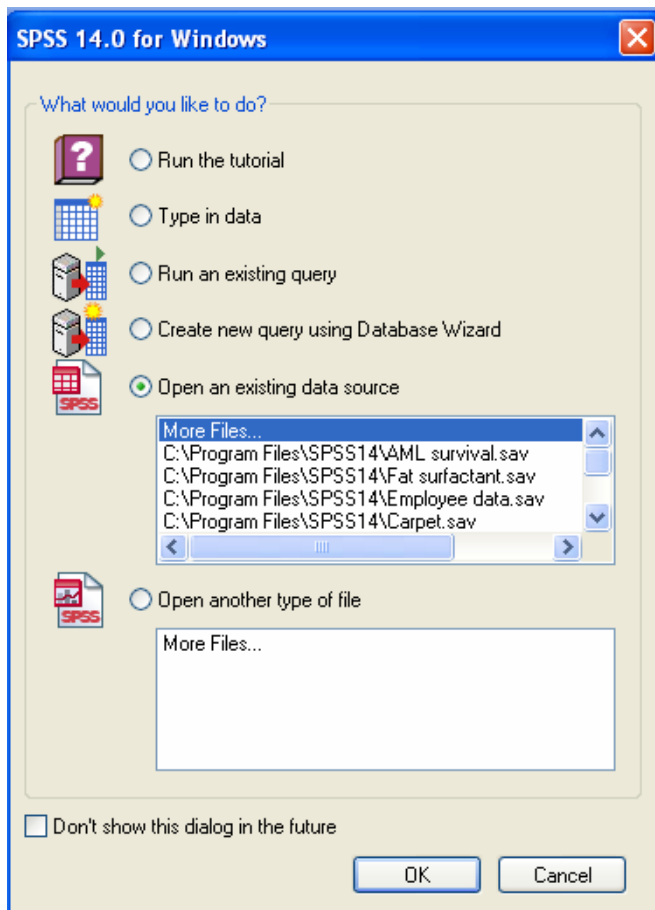 SPSS 14.0 for Windows
What would you like to do?
?
Run the tutorial
Type in data
Run an existing query
Create new query using Database Wizard
SPSS
Open an existing data source
More Files...
C:\Program Files\SPSS14\AML survival.sav
C:\Program Files\SPSS14\Fat surfactant.sav
C:\Program Files\SPSS14\Employee data.sav
C:\Program Files\SPSS14\Carpet.sav
SPSS
Open another type of file
More Files...
Don't show this dialog in the future
OK
Cancel